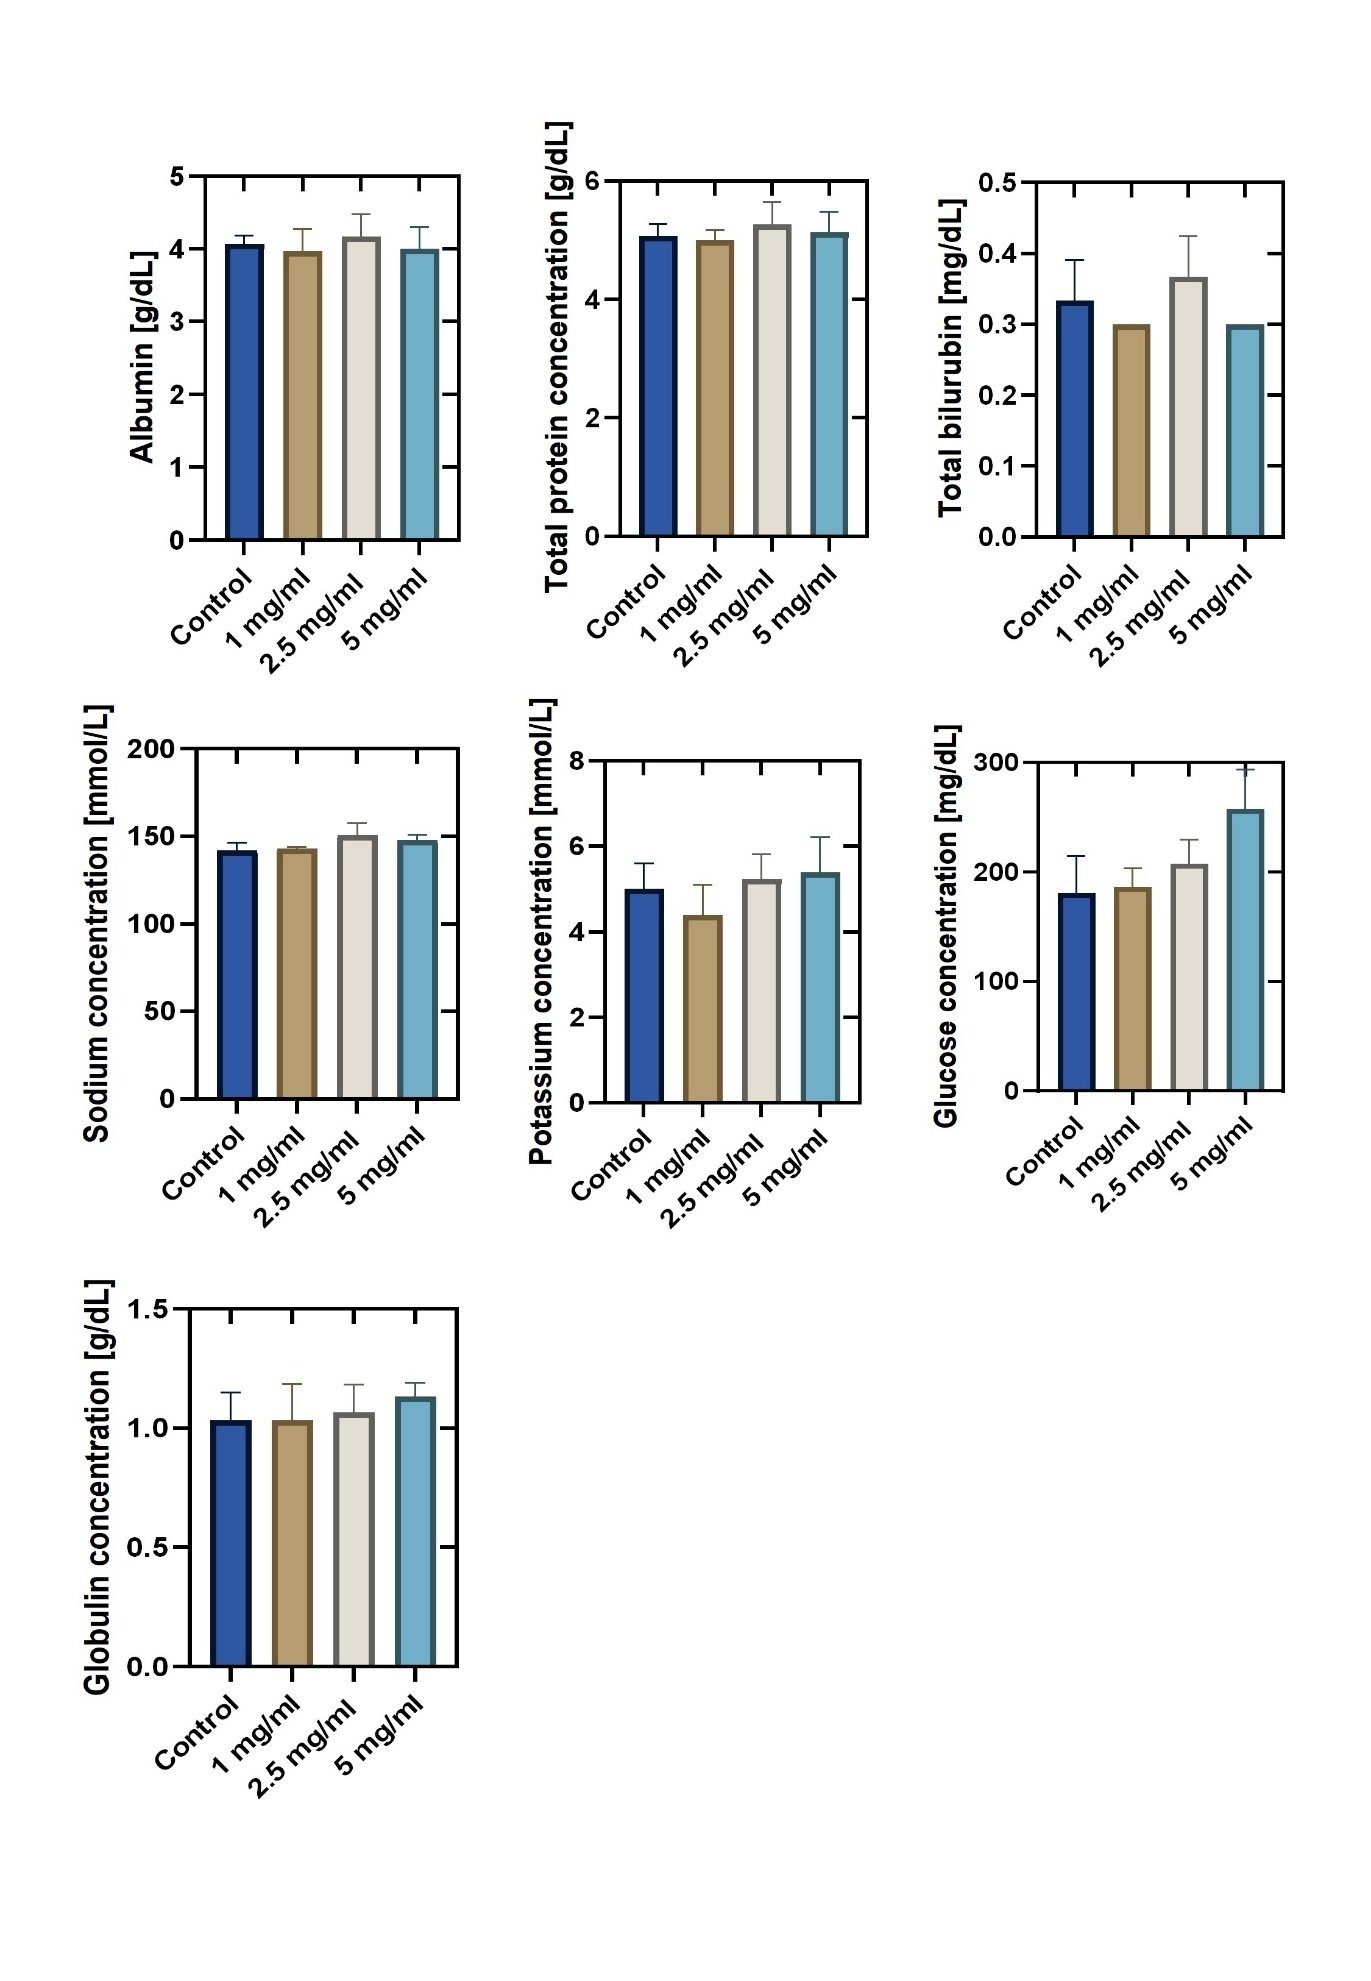 Albumin [g/dL]
5
4
3
2
1
0
Control
1 mg/ml
2.5 mg/ml
5 mg/ml
Total protein concentration [g/dL]
6
4
2
0
Control
1 mg/ml
2.5 mg/ml
5 mg/ml
Total bilurubin [mg/dL]
0.5
0.4
0.3
0.2
0.1
0.0
Control
1 mg/ml
2.5 mg/ml
5 mg/ml
Sodium concentration [mmol/L]
200
150
100
50
0
Control
1 mg/ml
2.5 mg/ml
5 mg/ml
Potassium concentration [mmol/L]
8
6
4
2
0
Control
1 mg/ml
2.5 mg/ml
5 mg/ml
Glucose concentration [mg/dL]
300
200
100
0
Control
1 mg/ml
2.5 mg/ml
5 mg/ml
Globulin concentration [g/dL]
1.5
1.0
0.5
0.0
Control
1 mg/ml
2.5 mg/ml
5 mg/ml